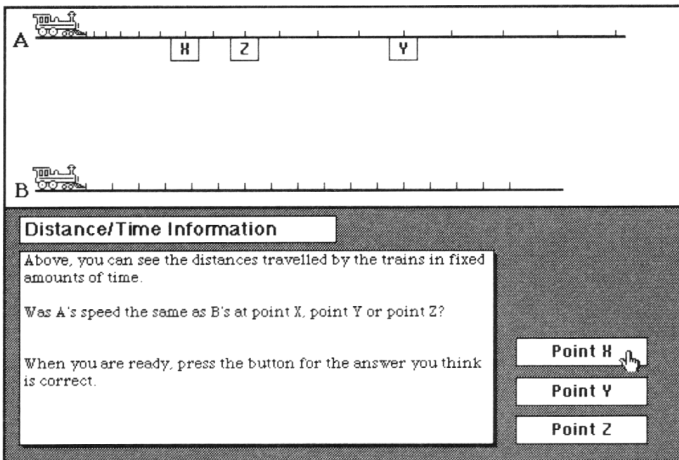 A
X
Z
Y
B
Distance/Time Information
Above, you can see the distances travelled by the trains in fixed
amounts of time.
Was A's speed the same as B's at point X, point Y or point Z?
When you are ready, press the button for the answer you think
is correct.
Point X
Point Y
Point Z